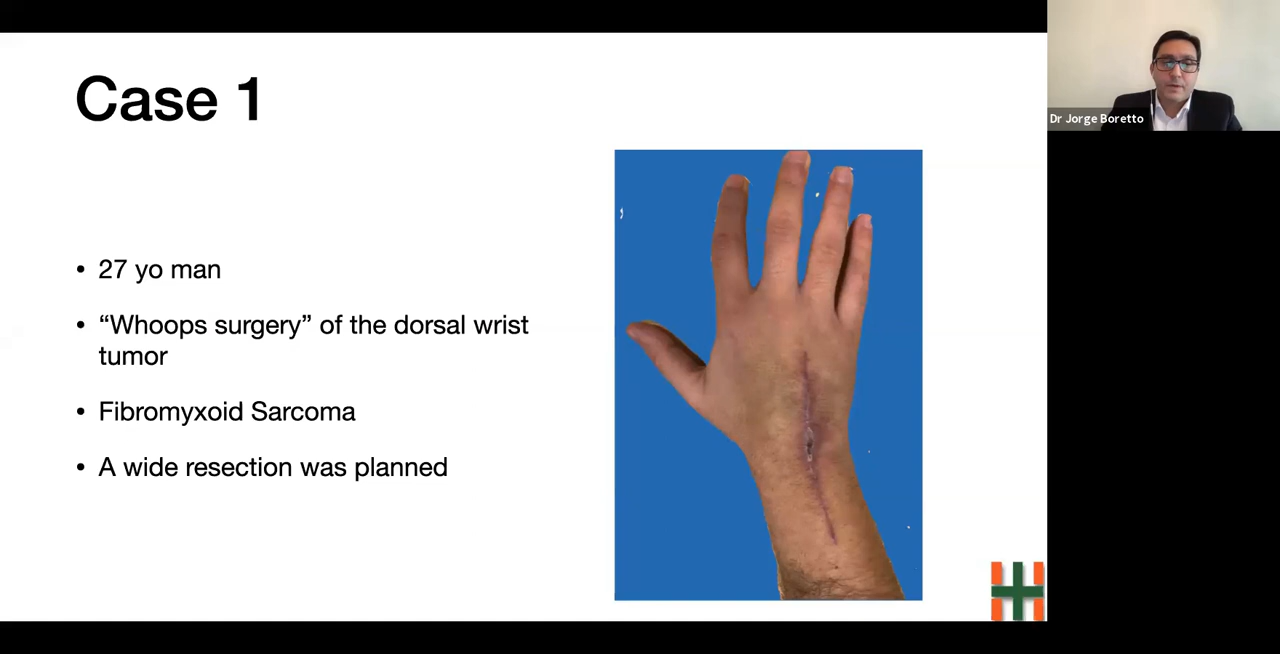 Case 1
Dr Jorge Boretto
• 27 yo man
• “Whoops surgery” of the dorsal wrist
tumor
• Fibromyxoid Sarcoma
• A wide resection was planned